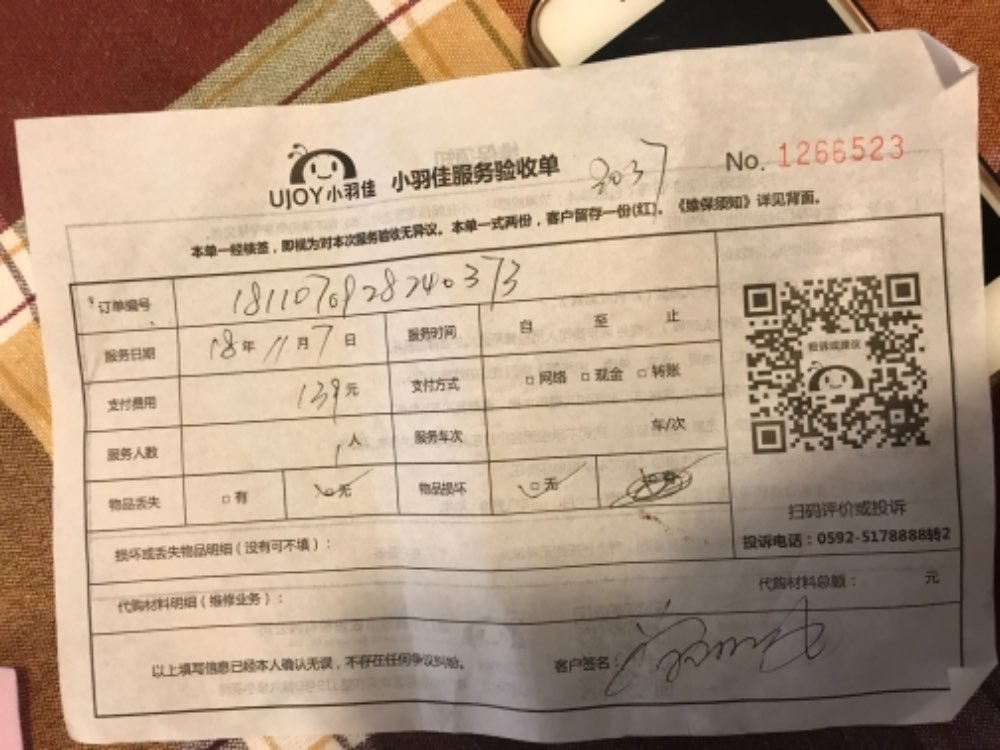 UJOY小羽佳 小羽佳服务验收单 8037 No. 1266523
本单一经核签，即视为对本次服务验收无异议。本单一式两份，客户留存一份(红)。《维保须知》详见背面。
订单编号 1811070928240373
服务日期 18年11月7日 服务时间 自 至 止
支付费用 139元 支付方式 □网络 □现金 □转账
服务人数 1人 服务车次 车/次
物品丢失 □有 ☑无 物品损坏 ☑无 □有
损坏或丢失物品明细（没有可不填）：
代购材料明细（维修业务）： 代购材料总额： 元
以上填写信息已经本人确认无误，不存在任何争议纠纷。 客户签名：
投诉或建议
扫码评价或投诉
投诉电话：0592-5178888转2